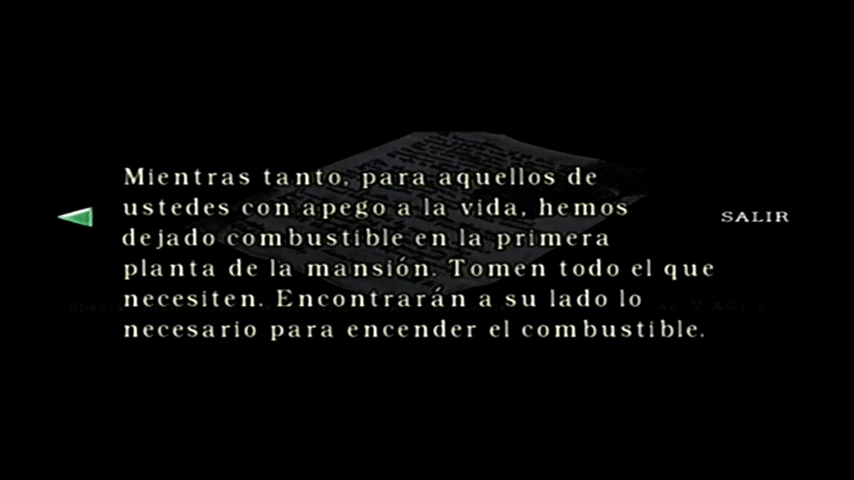 Mientras tanto, para aquellos de
ustedes con apego a la vida, hemos
dejado combustible en la primera
planta de la mansión. Tomen todo el que
necesiten. Encontrarán a su lado lo
necesario para encender el combustible.
SALIR